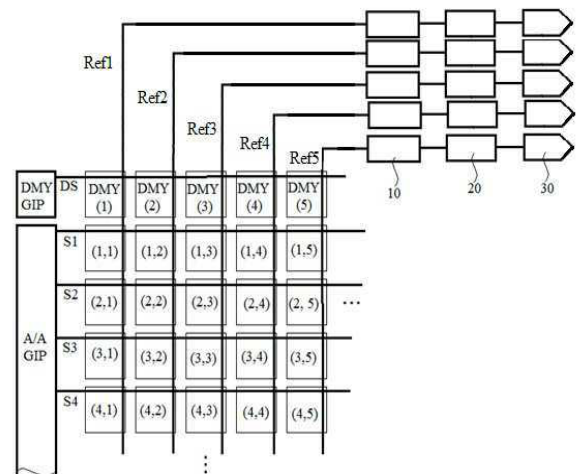 Ref1
Ref2
Ref3
Ref4
Ref5
10 20 30
DMY GIP
DS
DMY (1) DMY (2) DMY (3) DMY (4) DMY (5)
S1
(1,1) (1,2) (1,3) (1,4) (1,5)
S2
(2,1) (2,2) (2,3) (2,4) (2, 5) ...
A/A GIP
S3
(3,1) (3,2) (3,3) (3,4) (3,5)
S4
(4,1) (4,2) (4,3) (4,4) (4,5)